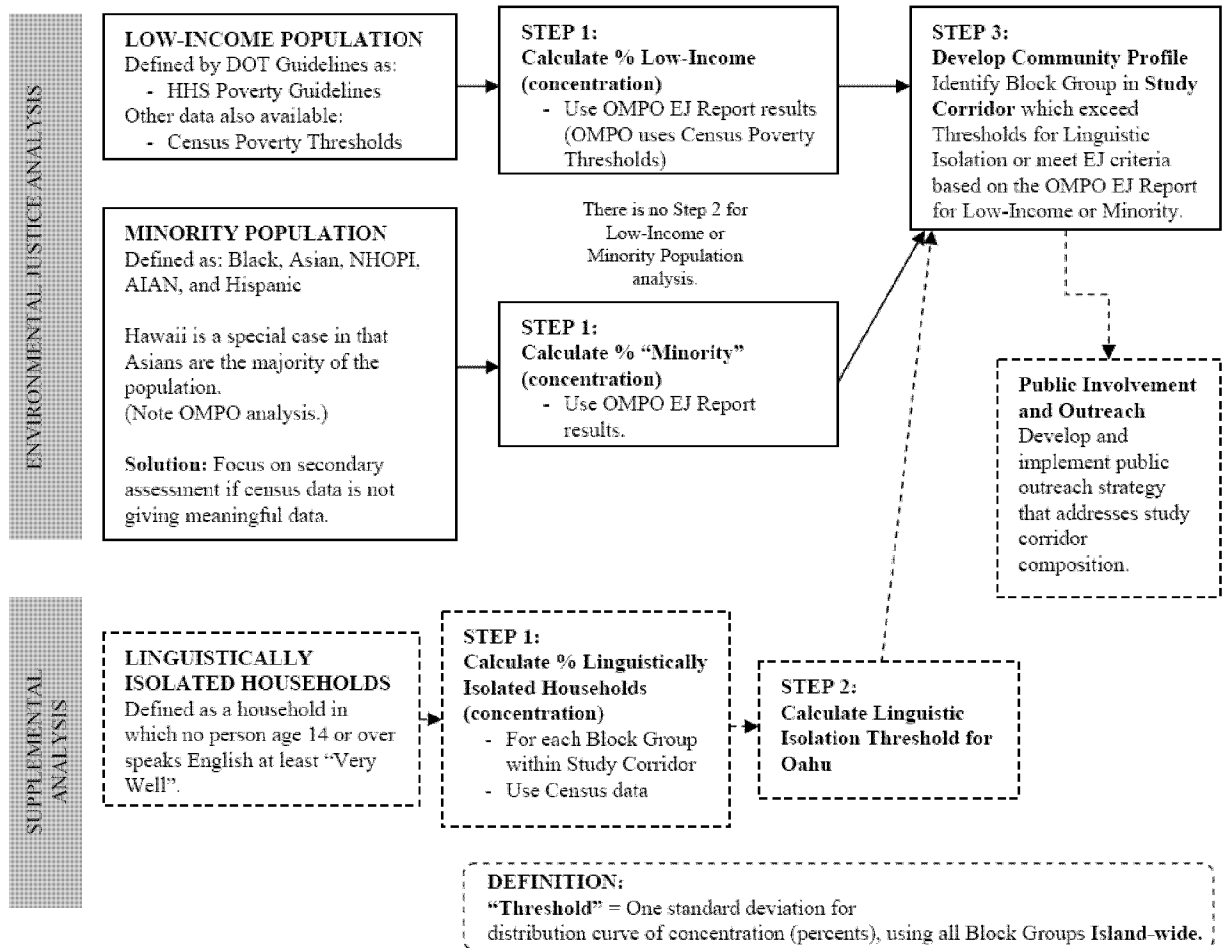 ENVIRONMENTAL JUSTICE ANALYSIS
LOW-INCOME POPULATION
Defined by DOT Guidelines as:
- HHS Poverty Guidelines
Other data also available:
- Census Poverty Thresholds
STEP 1:
Calculate % Low-Income
(concentration)
- Use OMPO EJ Report results
(OMPO uses Census Poverty
Thresholds)
STEP 3:
Develop Community Profile
Identify Block Group in Study
Corridor which exceed
Thresholds for Linguistic
Isolation or meet EJ criteria
based on the OMPO EJ Report
for Low-Income or Minority.
There is no Step 2 for
Low-Income or
Minority Population
analysis.
MINORITY POPULATION
Defined as: Black, Asian, NHOPI,
AIAN, and Hispanic
Hawaii is a special case in that
Asians are the majority of the
population.
(Note OMPO analysis.)
Solution: Focus on secondary
assessment if census data is not
giving meaningful data.
STEP 1:
Calculate % “Minority”
(concentration)
- Use OMPO EJ Report
results.
Public Involvement
and Outreach
Develop and
implement public
outreach strategy
that addresses study
corridor
composition.
SUPPLEMENTAL
ANALYSIS
LINGUISTICALLY
ISOLATED HOUSEHOLDS
Defined as a household in
which no person age 14 or over
speaks English at least “Very
Well”.
STEP 1:
Calculate % Linguistically
Isolated Households
(concentration)
- For each Block Group
within Study Corridor
- Use Census data
STEP 2:
Calculate Linguistic
Isolation Threshold for
Oahu
DEFINITION:
“Threshold” = One standard deviation for
distribution curve of concentration (percents), using all Block Groups Island-wide.